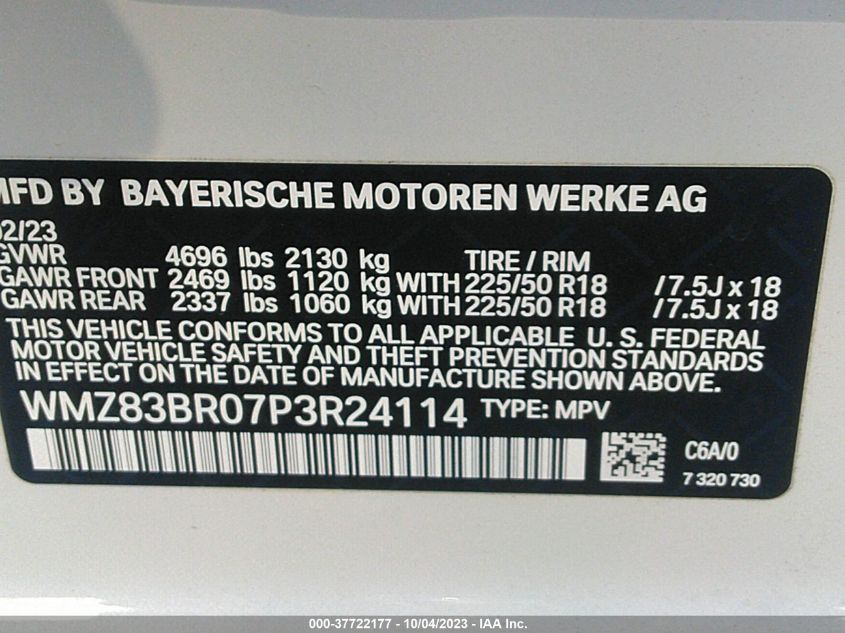 MFD BY BAYERISCHE MOTOREN WERKE AG
02/23
GVWR 4696 lbs 2130 kg TIRE / RIM
GAWR FRONT 2469 lbs 1120 kg WITH 225/50 R18 / 7.5J x 18
GAWR REAR 2337 lbs 1060 kg WITH 225/50 R18 / 7.5J x 18
THIS VEHICLE CONFORMS TO ALL APPLICABLE U. S. FEDERAL
MOTOR VEHICLE SAFETY AND THEFT PREVENTION STANDARDS
IN EFFECT ON THE DATE OF MANUFACTURE SHOWN ABOVE.
WMZ83BR07P3R24114 TYPE: MPV
C6A/0
7 320 730
000-37722177 - 10/04/2023 - IAA Inc.